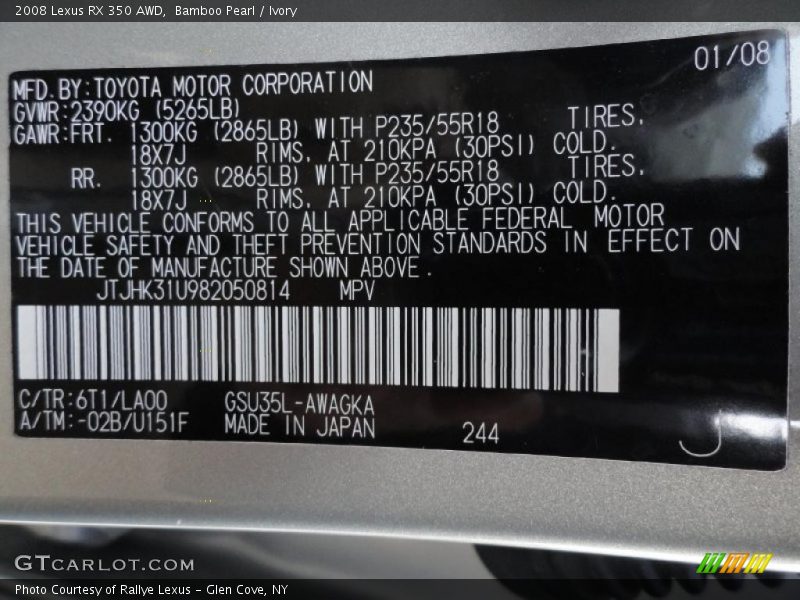 2008 Lexus RX 350 AWD,  Bamboo Pearl / Ivory
01/08
MFD.BY:TOYOTA MOTOR CORPORATION
GVWR:2390KG (5265LB)
GAWR:FRT. 1300KG (2865LB) WITH P235/55R18 TIRES.
18X7J RIMS. AT 210KPA (30PSI) COLD.
RR. 1300KG (2865LB) WITH P235/55R18 TIRES.
18X7J RIMS. AT 210KPA (30PSI) COLD.
THIS VEHICLE CONFORMS TO ALL APPLICABLE FEDERAL MOTOR
VEHICLE SAFETY AND THEFT PREVENTION STANDARDS IN EFFECT ON
THE DATE OF MANUFACTURE SHOWN ABOVE.
JTJHK31U982050814 MPV
C/TR:6T1/LA00 GSU35L-AWAGKA
A/TM:-02B/U151F MADE IN JAPAN 244 J
GTCARLOT.COM
Photo Courtesy of Rallye Lexus - Glen Cove, NY